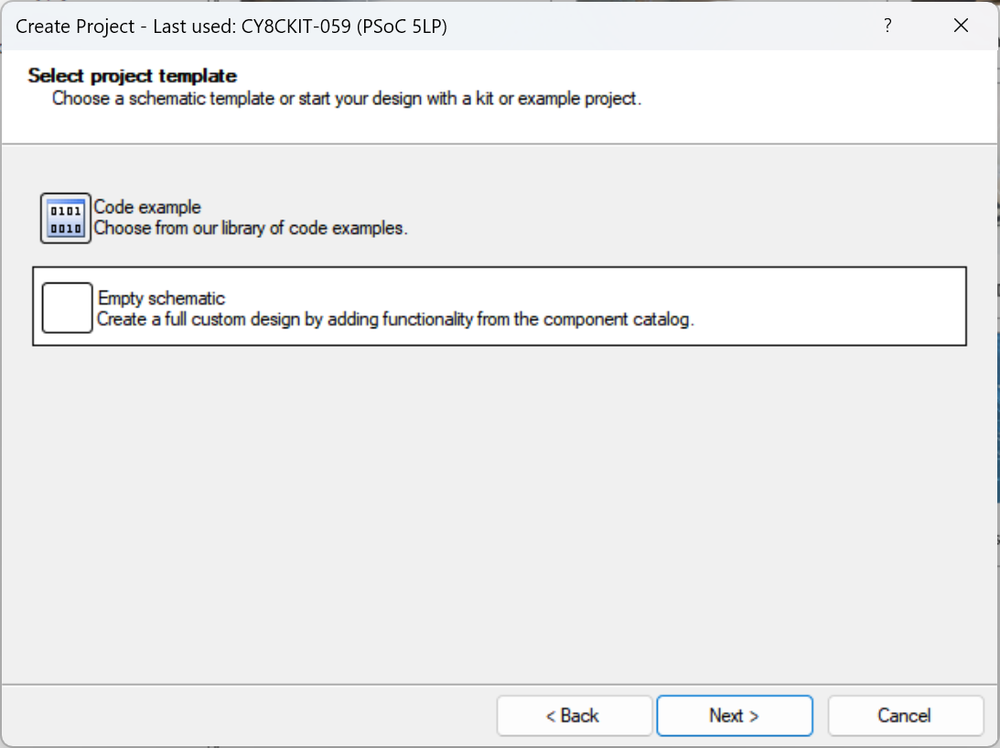 Create Project - Last used: CY8CKIT-059 (PSoC 5LP)
?
Select project template
Choose a schematic template or start your design with a kit or example project.
0101
0010
Code example
Choose from our library of code examples.
Empty schematic
Create a full custom design by adding functionality from the component catalog.
< Back
Next >
Cancel